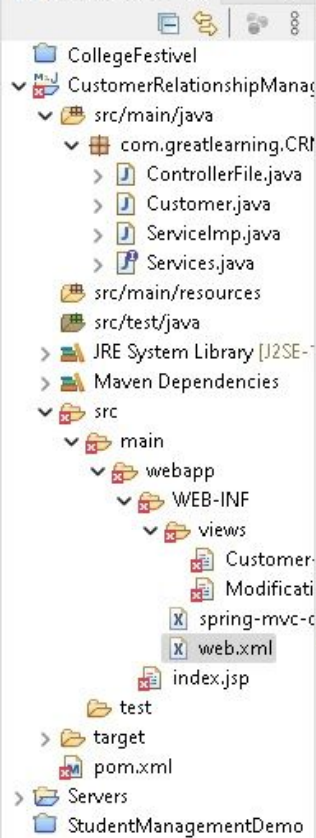 CollegeFestivel
CustomerRelationshipManag
src/main/java
com.greatlearning.CRM
ControllerFile.java
Customer.java
ServiceImp.java
Services.java
src/main/resources
src/test/java
JRE System Library [J2SE-1
Maven Dependencies
src
main
webapp
WEB-INF
views
Customer-
Modificati
spring-mvc-c
web.xml
index.jsp
test
target
pom.xml
Servers
StudentManagementDemo